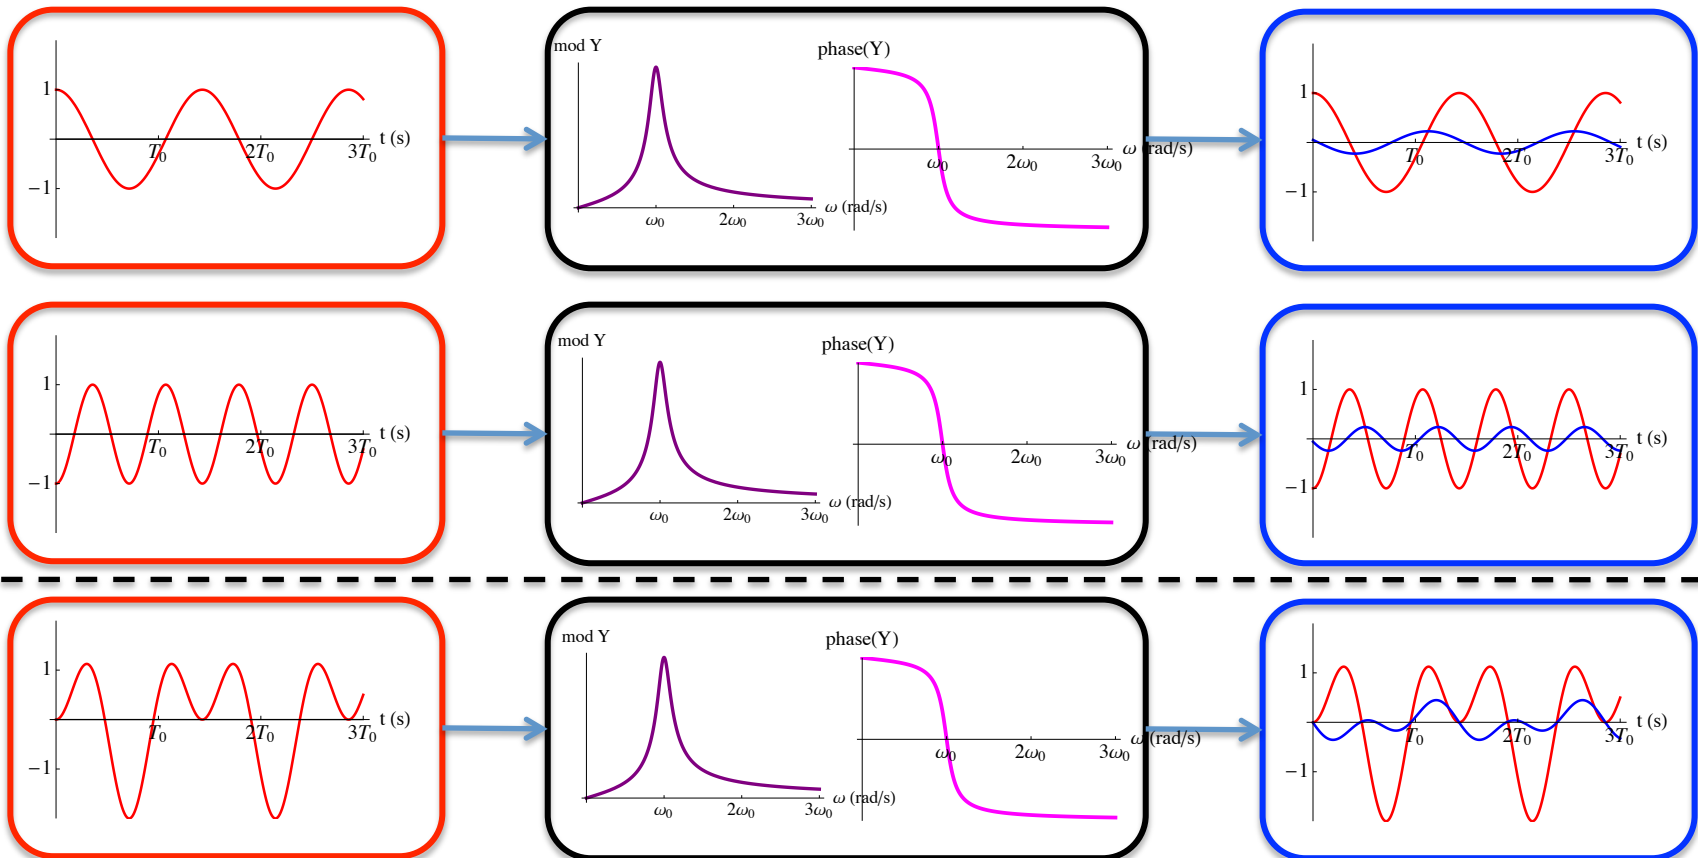 1
−1
T₀
2T₀
3T₀
t (s)
mod Y
ω₀
2ω₀
3ω₀
ω (rad/s)
phase(Y)
ω₀
2ω₀
3ω₀
ω (rad/s)
1
−1
T₀
2T₀
3T₀
t (s)
1
−1
T₀
2T₀
3T₀
t (s)
mod Y
ω₀
2ω₀
3ω₀
ω (rad/s)
phase(Y)
ω₀
2ω₀
3ω₀
ω (rad/s)
1
−1
T₀
2T₀
3T₀
t (s)
1
−1
T₀
2T₀
3T₀
t (s)
mod Y
ω₀
2ω₀
3ω₀
ω (rad/s)
phase(Y)
ω₀
2ω₀
3ω₀
ω (rad/s)
1
−1
T₀
2T₀
3T₀
t (s)